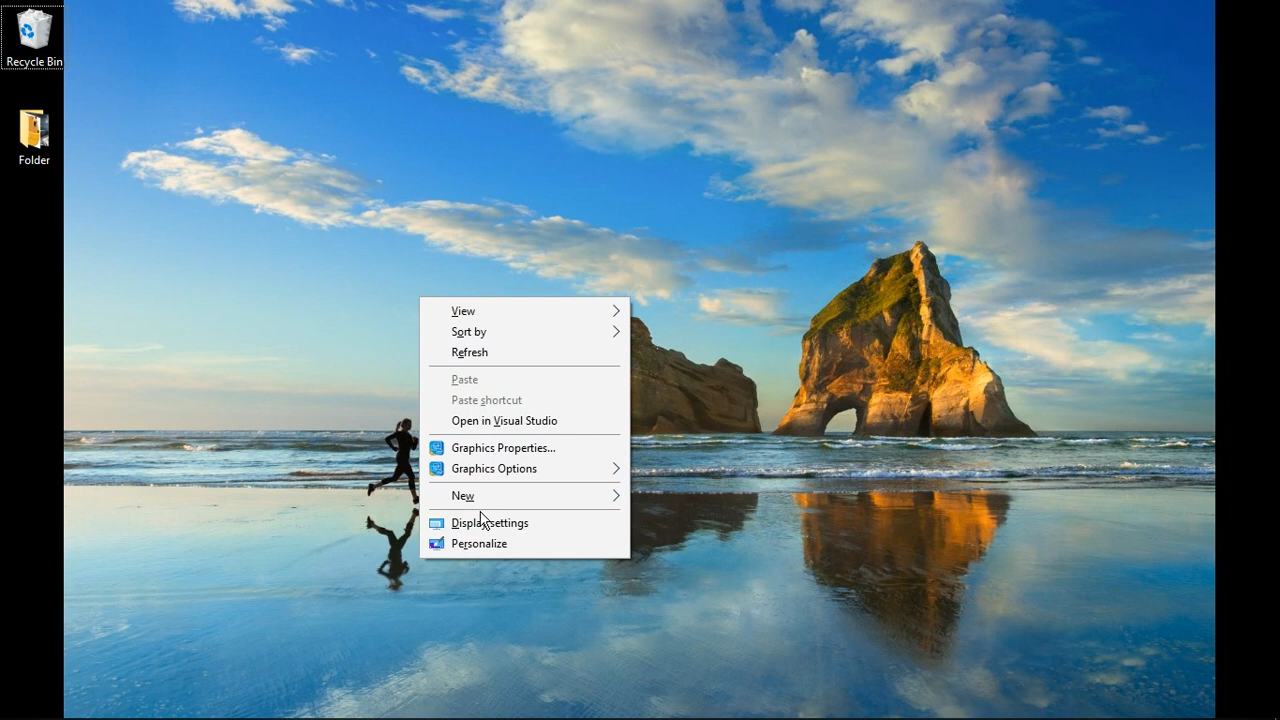 Recycle Bin
Folder
View
Sort by
Refresh
Paste
Paste shortcut
Open in Visual Studio
Graphics Properties...
Graphics Options
New
Display settings
Personalize